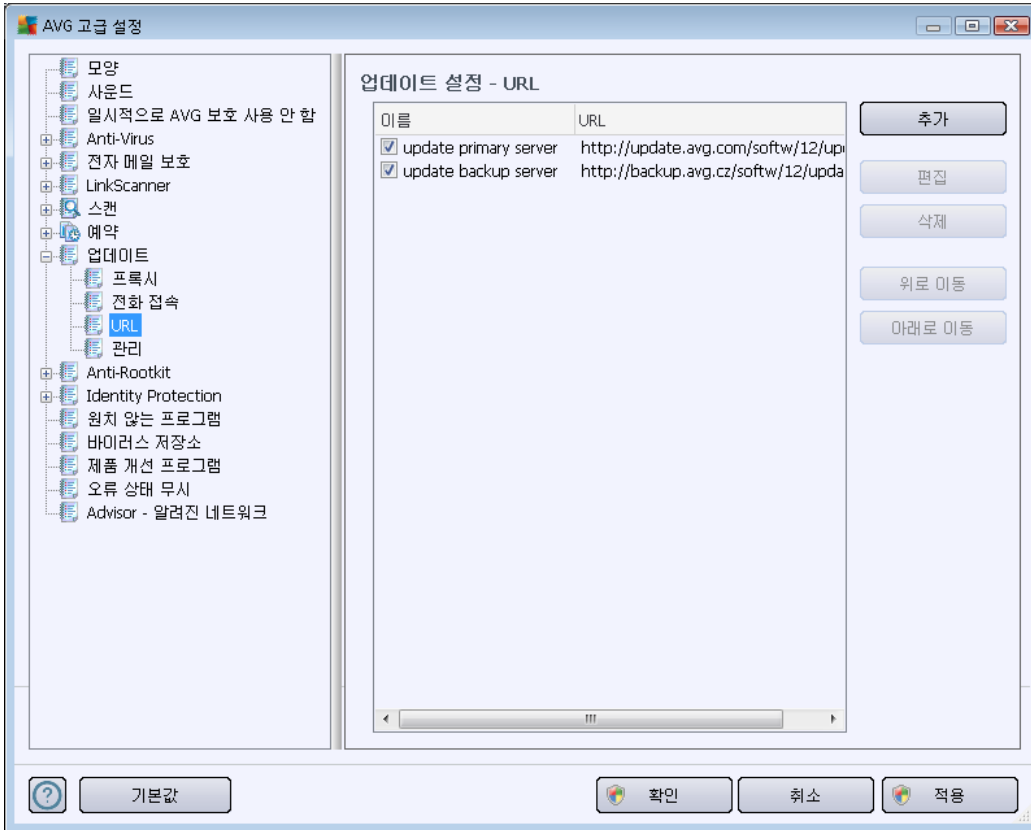 AVG 고급 설정
모양
사운드
일시적으로 AVG 보호 사용 안 함
Anti-Virus
전자 메일 보호
LinkScanner
스캔
예약
업데이트
프록시
전화 접속
URL
관리
Anti-Rootkit
Identity Protection
원치 않는 프로그램
바이러스 저장소
제품 개선 프로그램
오류 상태 무시
Advisor - 알려진 네트워크
업데이트 설정 - URL
이름 URL
update primary server http://update.avg.com/softw/12/up
update backup server http://backup.avg.cz/softw/12/upda
추가
편집
삭제
위로 이동
아래로 이동
기본값
확인
취소
적용